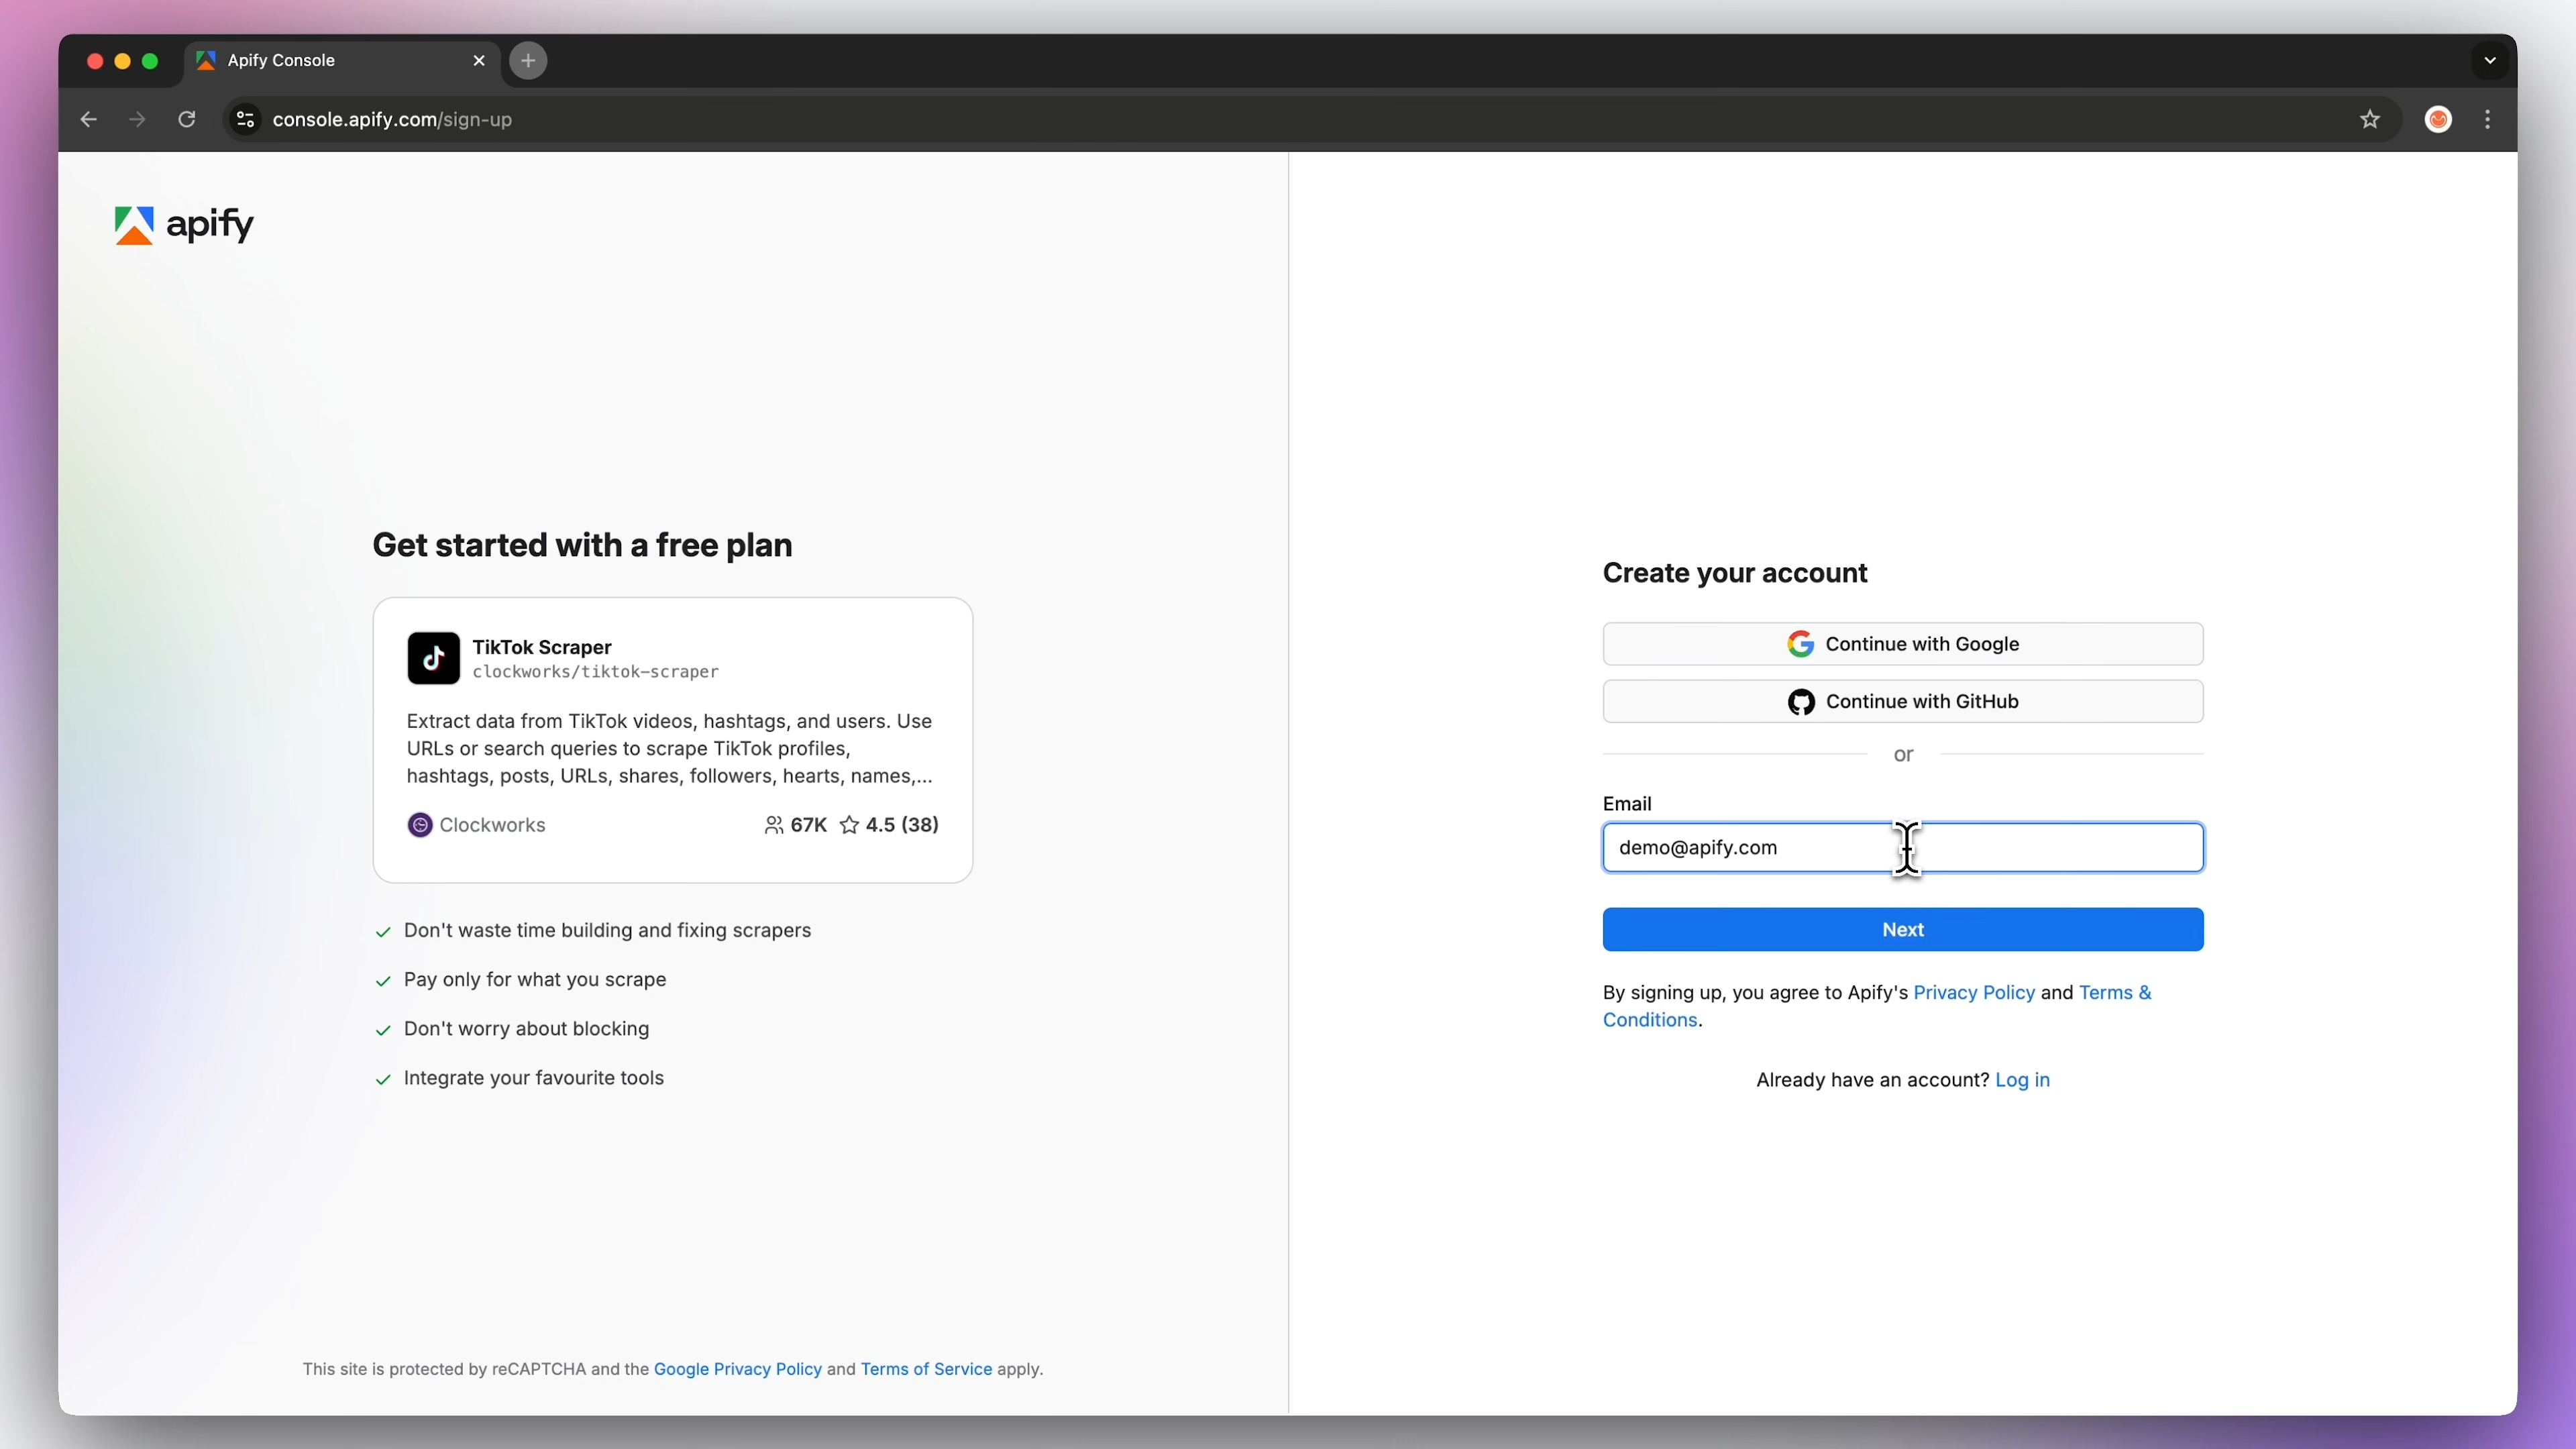 Apify Console
console.apify.com/sign-up
apify
Get started with a free plan
TikTok Scraper
clockworks/tiktok-scraper
Extract data from TikTok videos, hashtags, and users. Use
URLs or search queries to scrape TikTok profiles,
hashtags, posts, URLs, shares, followers, hearts, names,...
Clockworks 67K 4.5 (38)
Don't waste time building and fixing scrapers
Pay only for what you scrape
Don't worry about blocking
Integrate your favourite tools
This site is protected by reCAPTCHA and the Google Privacy Policy and Terms of Service apply.
Create your account
Continue with Google
Continue with GitHub
or
Email
demo@apify.com
Next
By signing up, you agree to Apify's Privacy Policy and Terms &
Conditions.
Already have an account? Log in